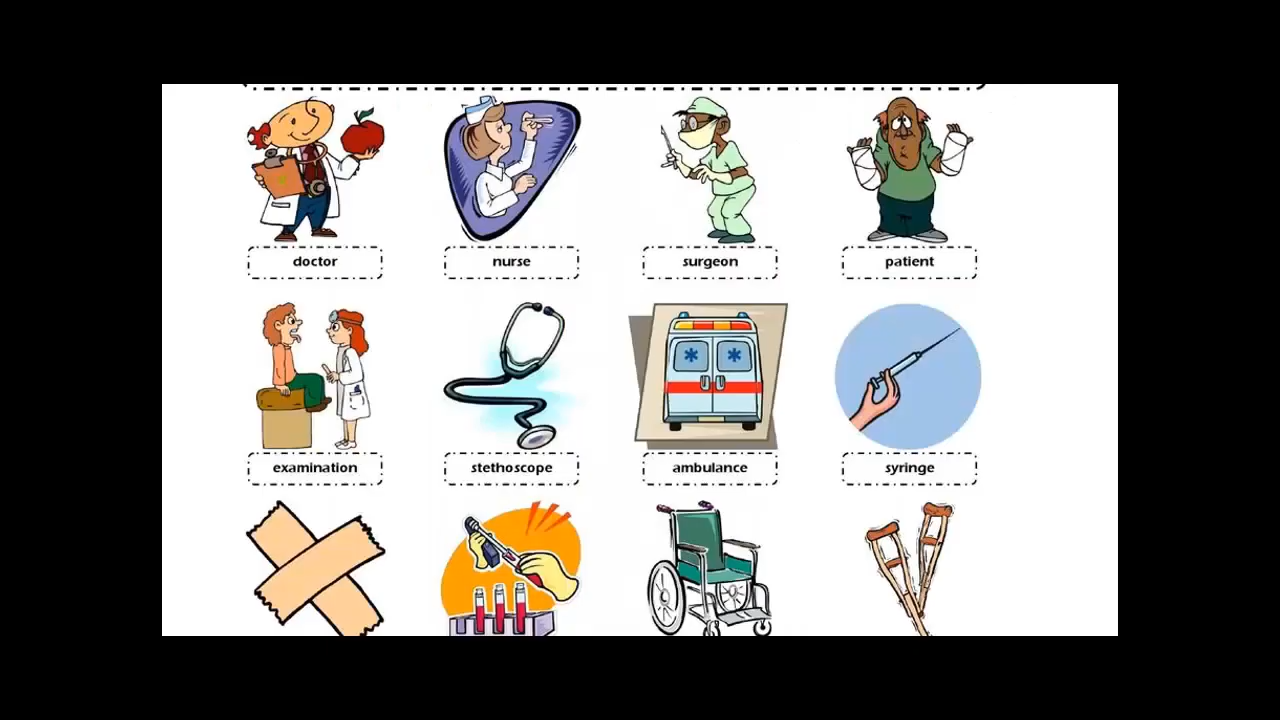 doctor
nurse
surgeon
patient
examination
stethoscope
ambulance
syringe